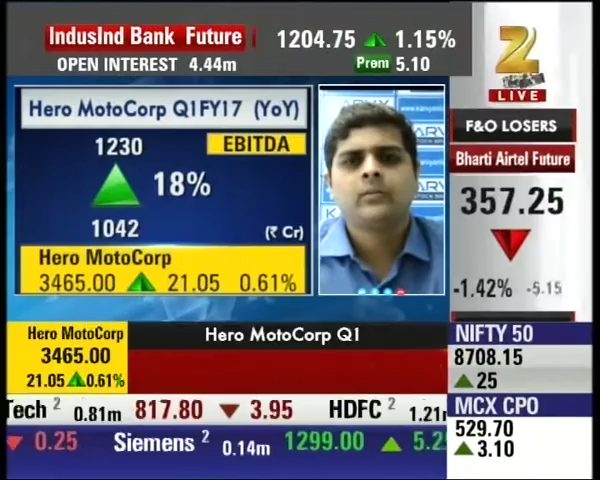 IndusInd Bank Future
1204.75 1.15%
OPEN INTEREST 4.44m
Prem 5.10
LIVE
Hero MotoCorp Q1FY17 (YoY)
1230
EBITDA
18%
1042
(₹ Cr)
Hero MotoCorp
3465.00 21.05 0.61%
F&O LOSERS
Bharti Airtel Future
357.25
-1.42% -5.15
Hero MotoCorp
3465.00
21.05 0.61%
Hero MotoCorp Q1
NIFTY 50
8708.15
25
MCX CPO
529.70
3.10
Tech 2 0.81m 817.80 3.95 HDFC 2 1.21
0.25 Siemens 2 0.14m 1299.00 5.2